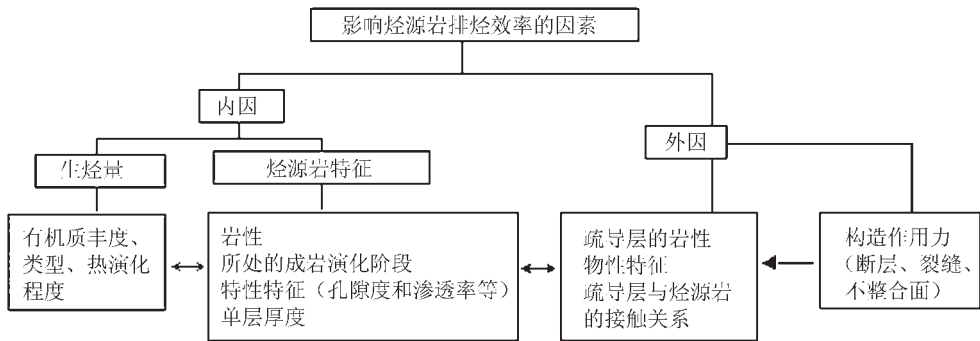 影响烃源岩排烃效率的因素
内因
外因
生烃量
烃源岩特征
有机质丰度、
类型、热演化
程度
岩性
所处的成岩演化阶段
特性特征（孔隙度和渗透率等）
单层厚度
疏导层的岩性
物性特征
疏导层与烃源岩
的接触关系
构造作用力
（断层、裂缝、
不整合面）